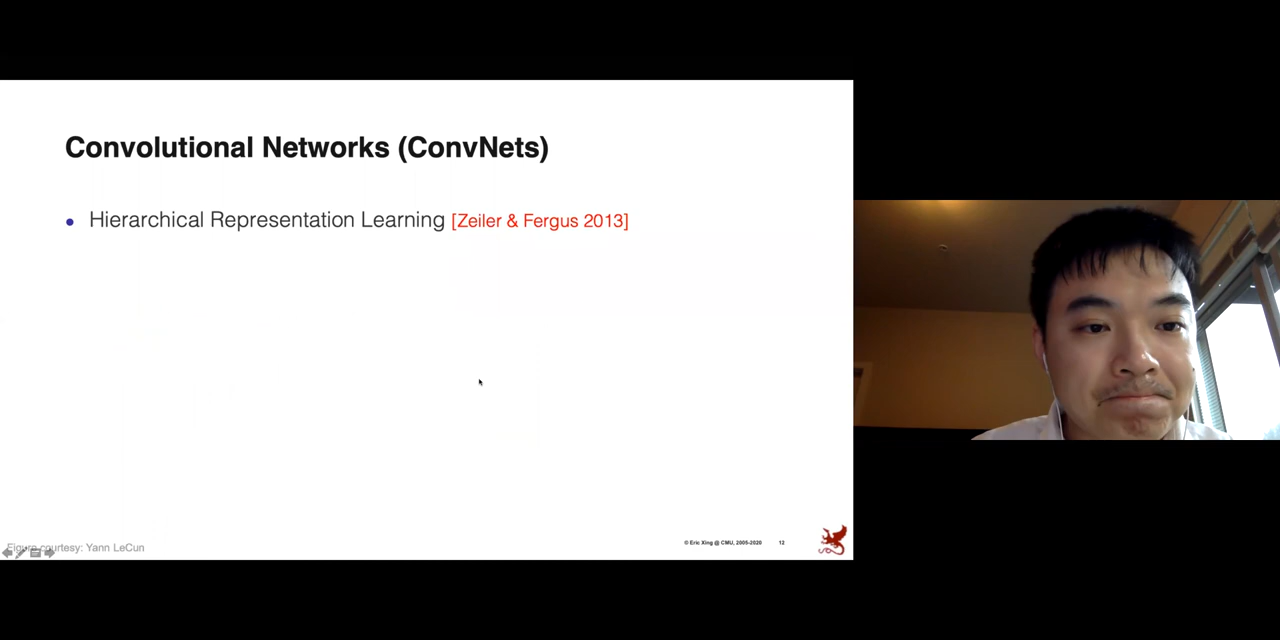 Convolutional Networks (ConvNets)
• Hierarchical Representation Learning [Zeiler & Fergus 2013]
Figure courtesy: Yann LeCun
© Eric Xing @ CMU, 2005-2020 12